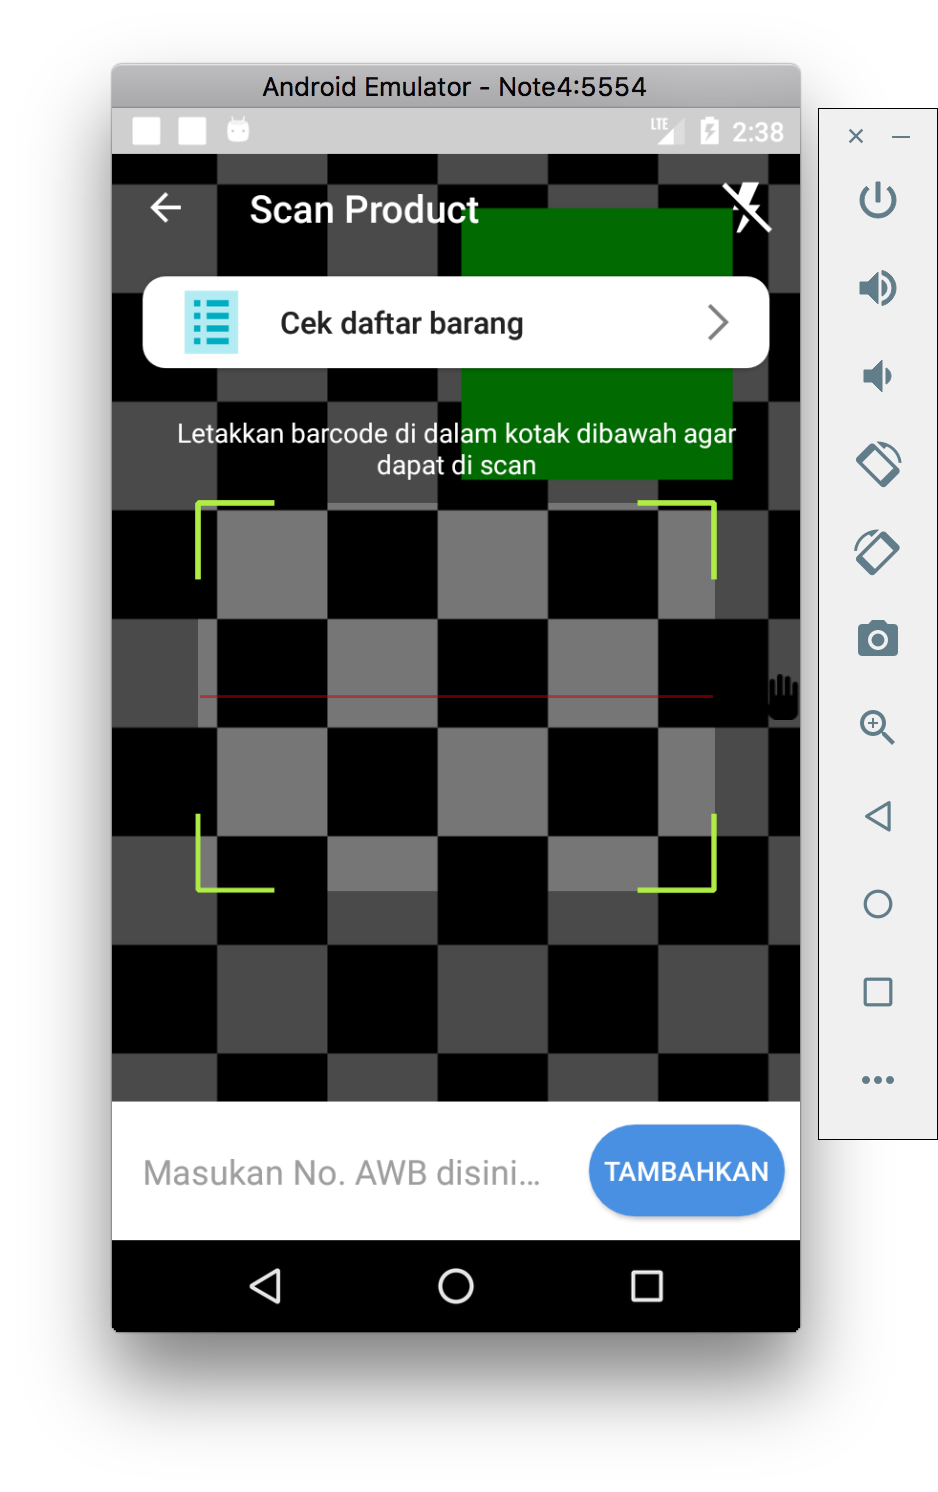 Android Emulator - Note4:5554
LTE 2:38
Scan Product
Cek daftar barang
Letakkan barcode di dalam kotak dibawah agar
dapat di scan
Masukan No. AWB disini...
TAMBAHKAN